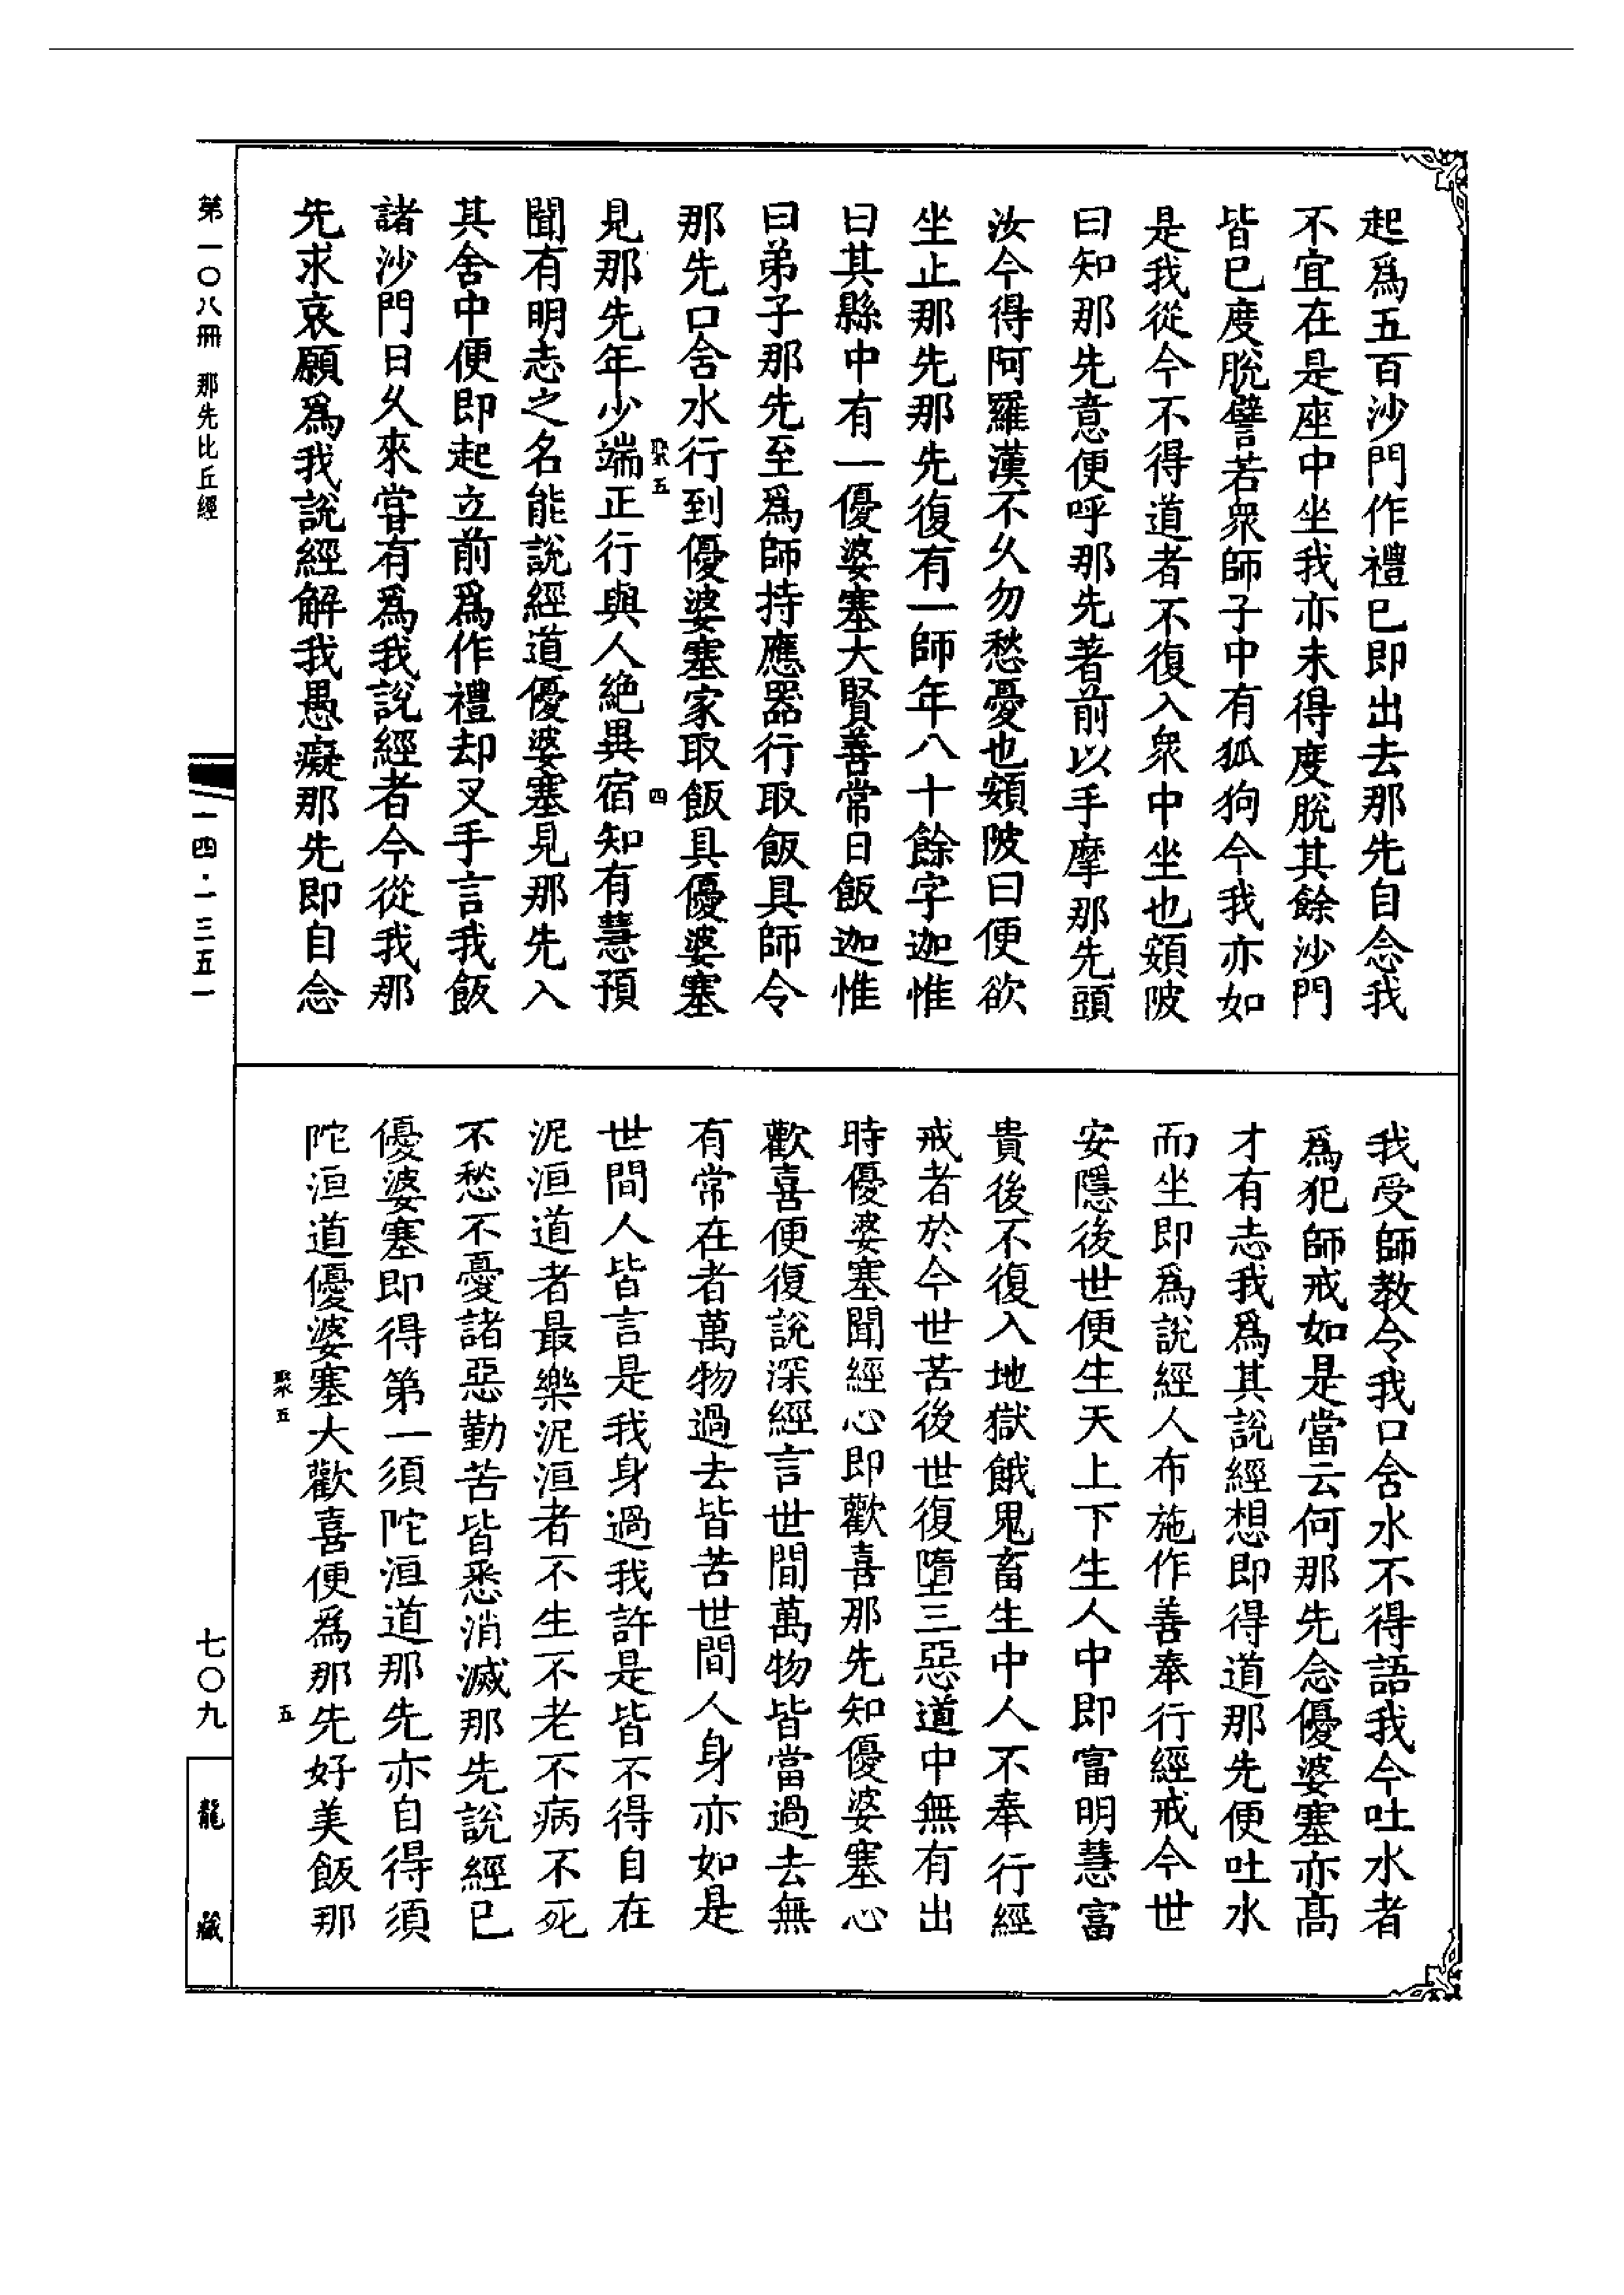 起爲五百沙門作禮已即出去那先自念我
不宜在是座中坐我亦未得度脫其餘沙門
皆已度脫譬若衆師子中有狐狗今我亦如
是我從今不得道者不復入衆中坐也頞陂
曰知那先意便呼那先著前以手摩那先頭
汝今得阿羅漢不久勿愁憂也頞陂曰便欲
坐止那先那先復有一師年八十餘字迦惟
曰其縣中有一優婆塞大賢善常日飯迦惟
曰弟子那先至爲師持應器行取飯具師令
那先口含水行到優婆塞家取飯具優婆塞
聚五
四
見那先年少端正行與人絕異宿知有慧預
聞有明志之名能說經道優婆塞見那先入
其舍中便即起立前爲作禮却叉手言我飯
諸沙門日久來嘗有爲我說經者今從我那
先求哀願爲我說經解我愚癡那先即自念
我受師教令我口含水不得語我今吐水者
爲犯師戒如是當云何那先念優婆塞亦高
才有志我爲其說經想即得道那先便吐水
而坐即爲說經人布施作善奉行經戒今世
安隱後世便生天上下生人中即富明慧富
貴後不復入地獄餓鬼畜生中人不奉行經
戒者於今世苦後世復墮三惡道中無有出
時優婆塞聞經心即歡喜那先知優婆塞心
歡喜便復說深經言世間萬物皆當過去無
有常在者萬物過去皆苦世間人身亦如是
世間人皆言是我身過我許是皆不得自在
泥洹道者最樂泥洹者不生不老不病不死
不愁不憂諸惡勤苦皆悉消滅那先說經已
優婆塞即得第一須陀洹道那先亦自得須
陀洹道優婆塞大歡喜便爲那先好美飯那
聚五
五
第一〇八冊 那先比丘經
一四·一三五一
七〇九
龍藏